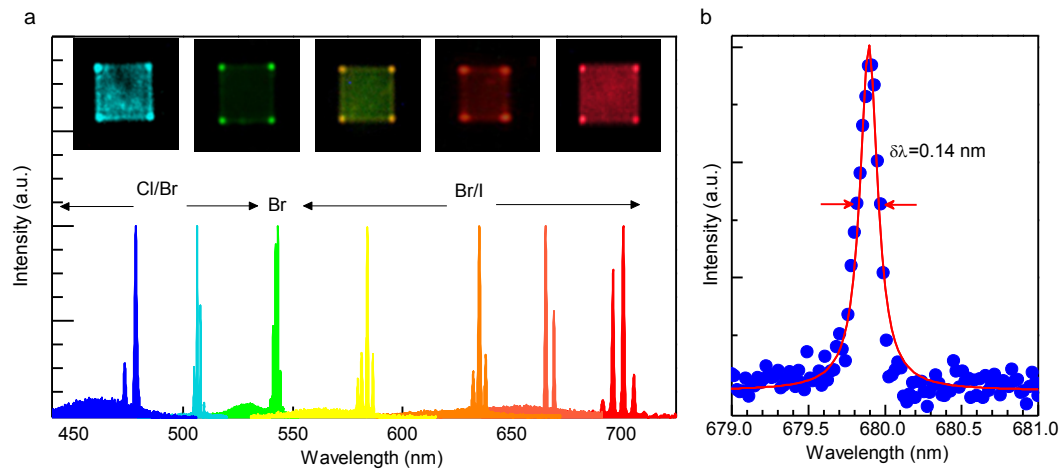 a
b
Cl/Br
Br
Br/I
Intensity (a.u.)
450 500 550 600 650 700
Wavelength (nm)
δλ=0.14 nm
Intensity (a.u.)
679.0 679.5 680.0 680.5 681.0
Wavelength (nm)